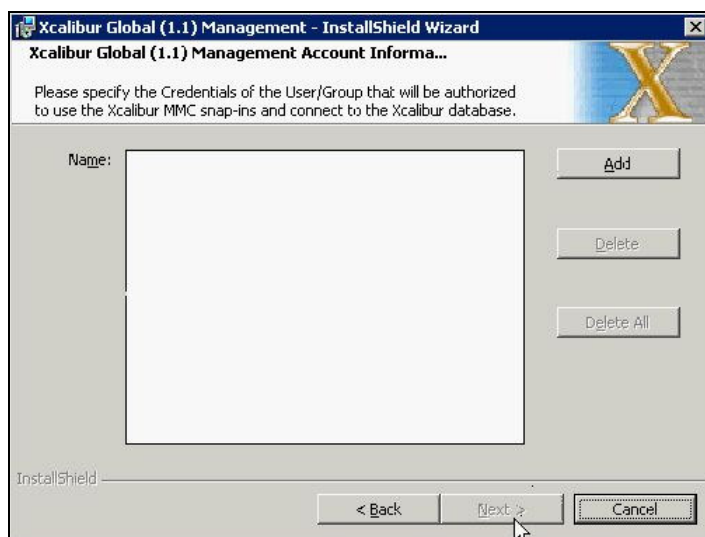 Xcalibur Global (1.1) Management - InstallShield Wizard
Xcalibur Global (1.1) Management Account Informa...
Please specify the Credentials of the User/Group that will be authorized
to use the Xcalibur MMC snap-ins and connect to the Xcalibur database.
Name:
Add
Delete
Delete All
InstallShield
< Back
Next >
Cancel